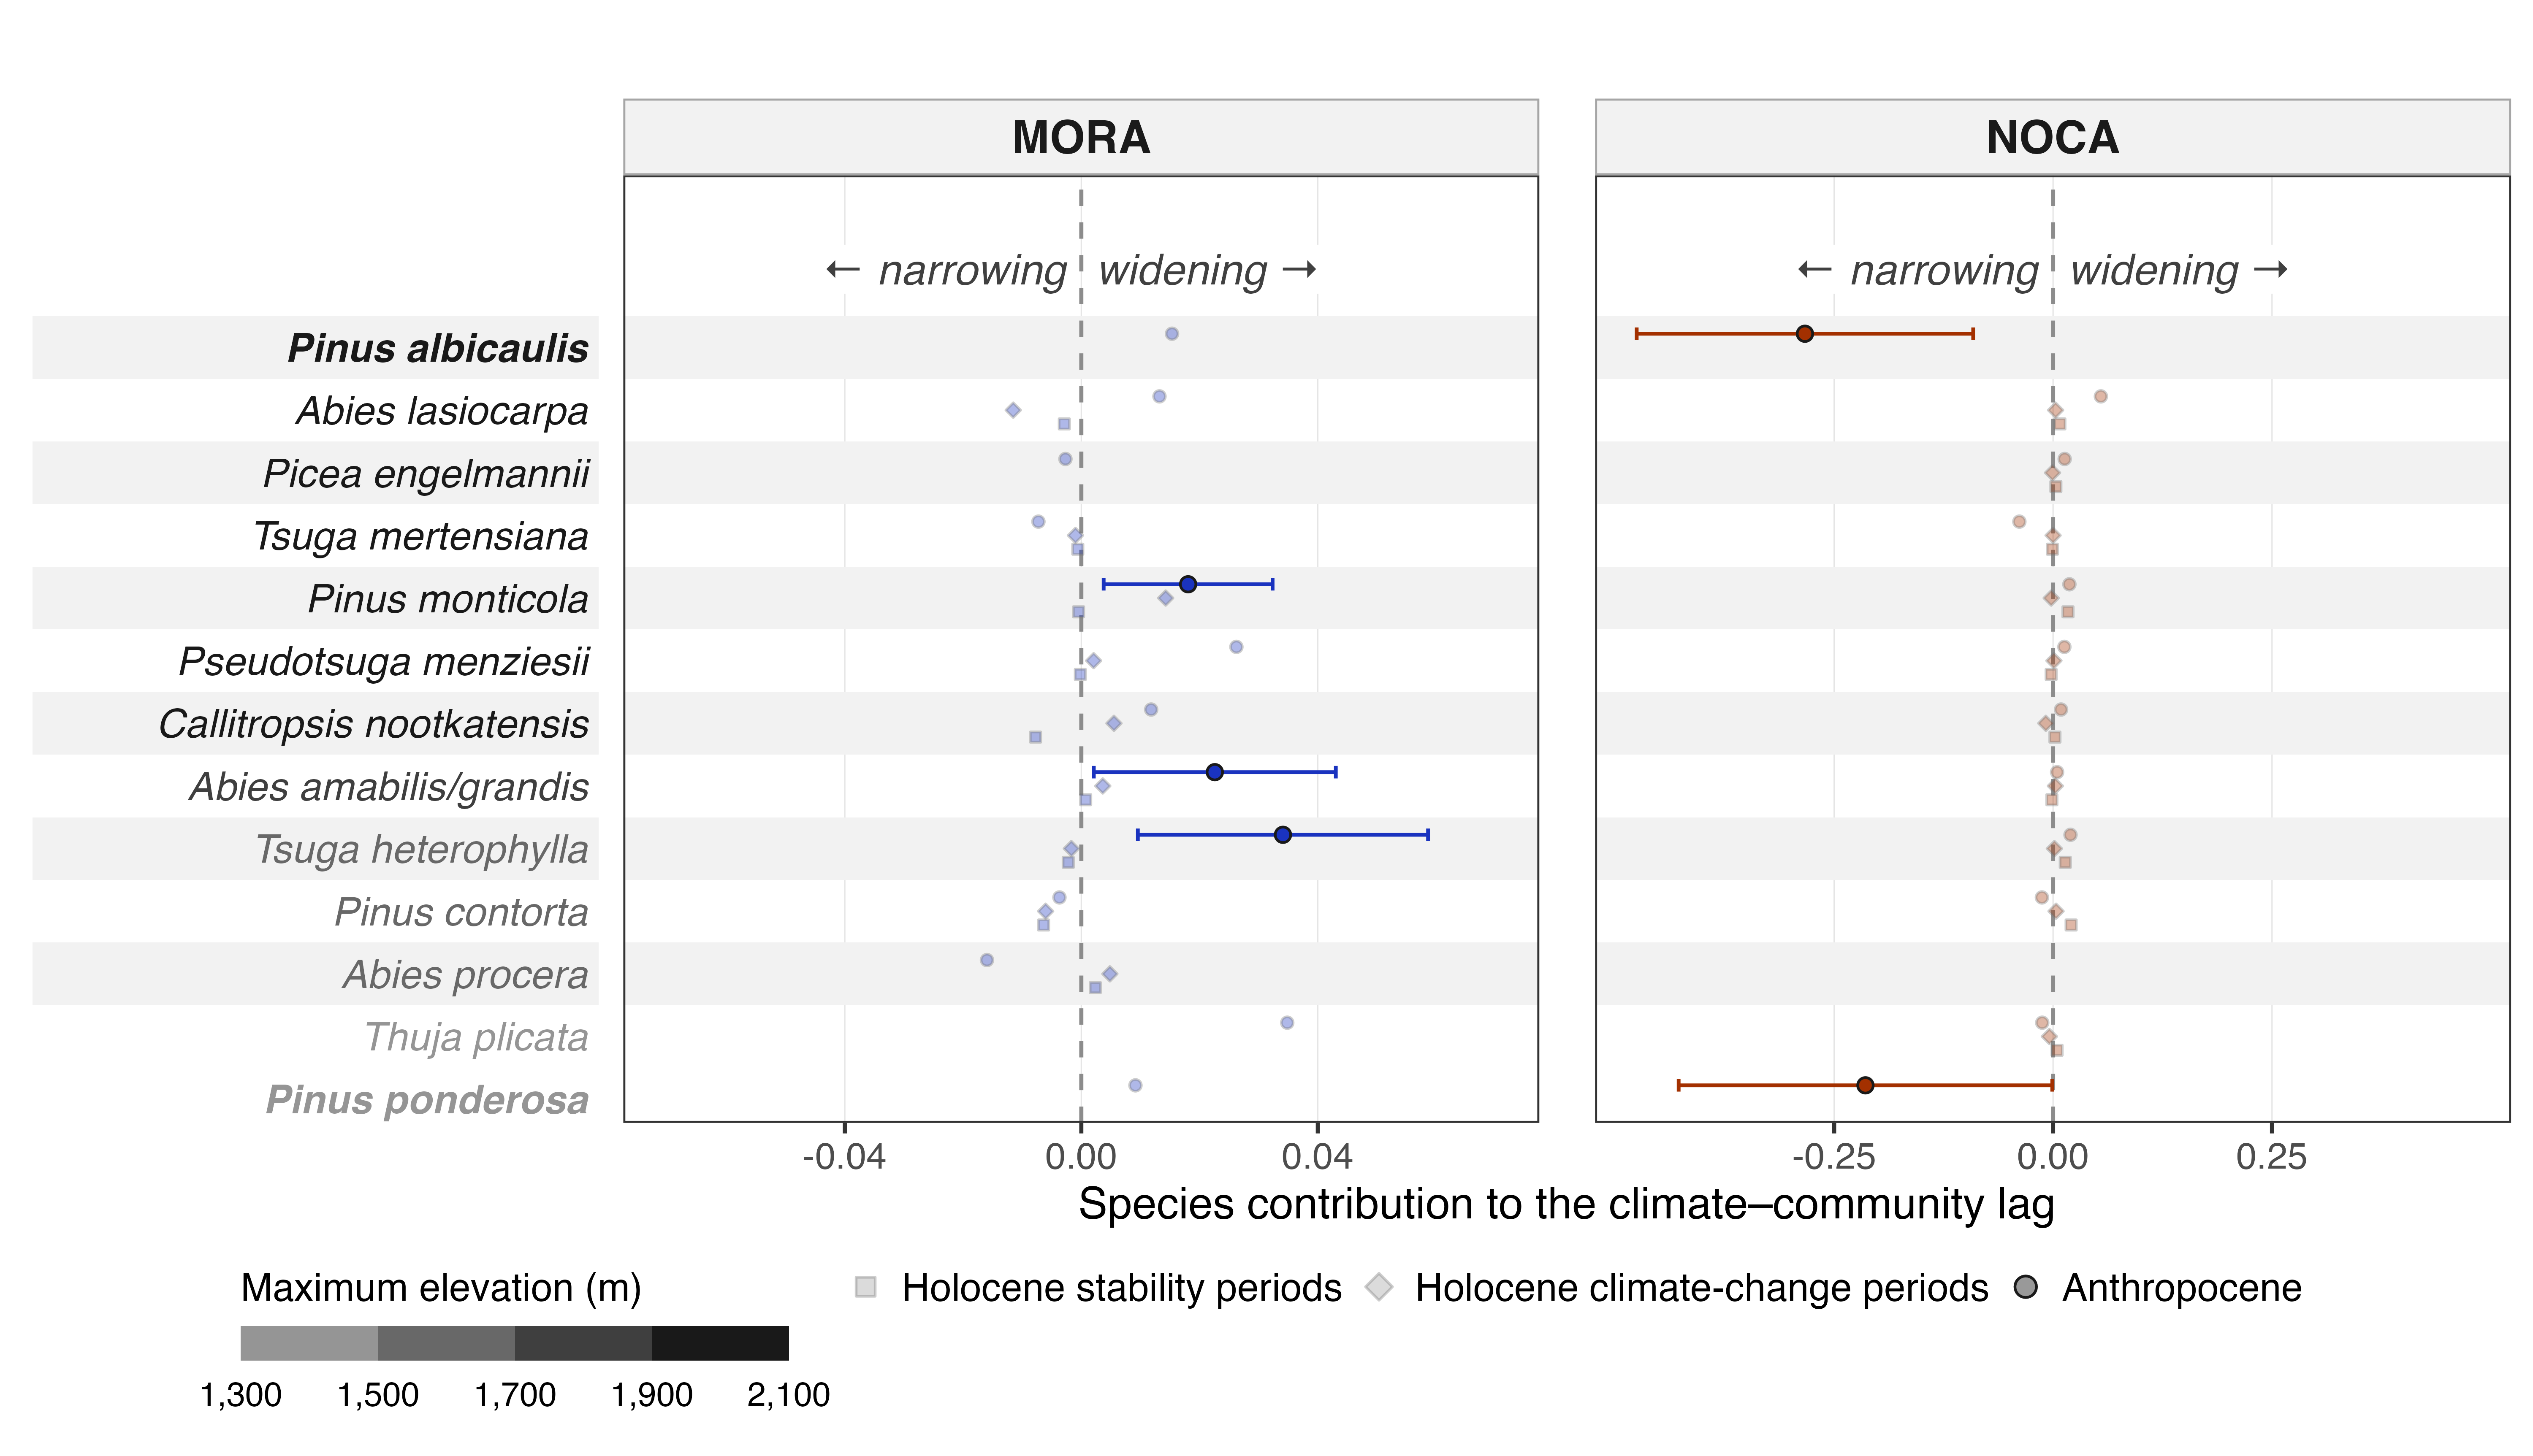 MORA
NOCA
← narrowing widening →
← narrowing widening →
Pinus albicaulis
Abies lasiocarpa
Picea engelmannii
Tsuga mertensiana
Pinus monticola
Pseudotsuga menziesii
Callitropsis nootkatensis
Abies amabilis/grandis
Tsuga heterophylla
Pinus contorta
Abies procera
Thuja plicata
Pinus ponderosa
-0.04 0.00 0.04
-0.25 0.00 0.25
Species contribution to the climate–community lag
Maximum elevation (m)
1,300 1,500 1,700 1,900 2,100
Holocene stability periods Holocene climate-change periods Anthropocene